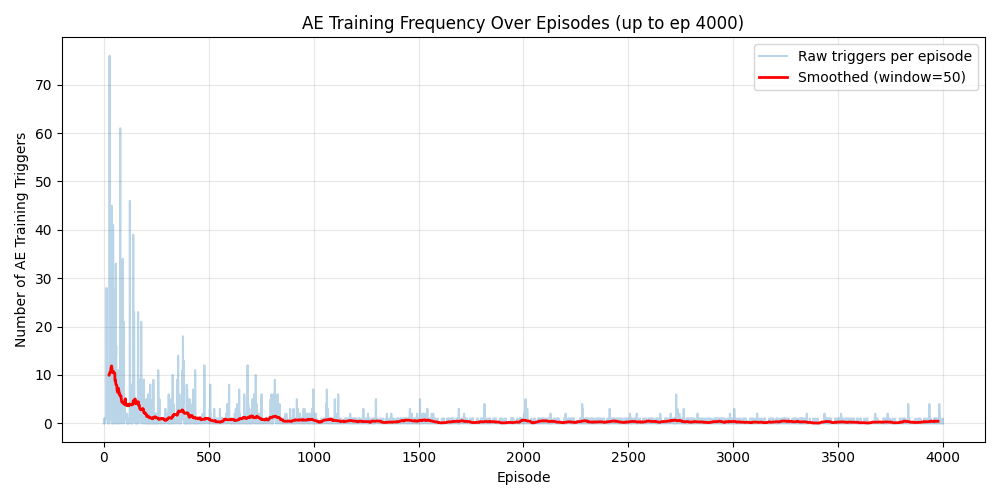 AE Training Frequency Over Episodes (up to ep 4000)
Raw triggers per episode
Smoothed (window=50)
Number of AE Training Triggers
70
60
50
40
30
20
10
0
0 500 1000 1500 2000 2500 3000 3500 4000
Episode